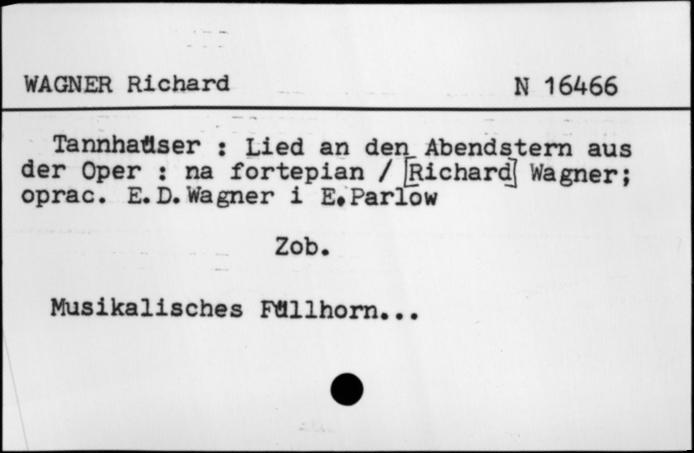 WAGNER Richard N 16466
Tannhaüser : Lied an den Abendstern aus
der Oper : na fortepian / [Richard] Wagner;
oprac. E.D.Wagner i E.Parlow
Zob.
Musikalisches Füllhorn...